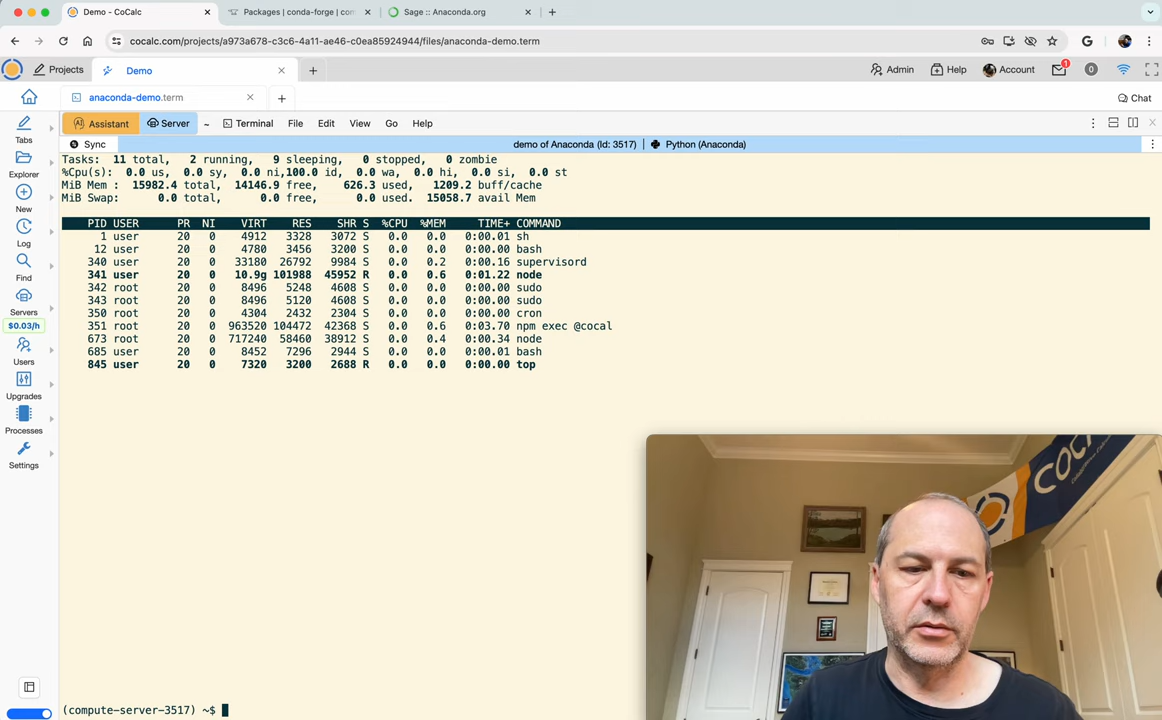 Demo - CoCalc
Packages | conda-forge | com
Sage :: Anaconda.org
cocalc.com/projects/a973a678-c3c6-4a11-ae46-c0ea85924944/files/anaconda-demo.term
Projects
Demo
Admin
Help
Account
1
0
anaconda-demo.term
Chat
Tabs
Explorer
New
Log
Find
Servers
$0.03/h
Users
Upgrades
Processes
Settings
AI Assistant
Server
Terminal
File
Edit
View
Go
Help
Sync
demo of Anaconda (Id: 3517) | Python (Anaconda)
Tasks: 11 total, 2 running, 9 sleeping, 0 stopped, 0 zombie
%Cpu(s): 0.0 us, 0.0 sy, 0.0 ni,100.0 id, 0.0 wa, 0.0 hi, 0.0 si, 0.0 st
MiB Mem : 15982.4 total, 14146.9 free, 626.3 used, 1209.2 buff/cache
MiB Swap: 0.0 total, 0.0 free, 0.0 used. 15058.7 avail Mem
PID USER PR NI VIRT RES SHR S %CPU %MEM TIME+ COMMAND
1 user 20 0 4912 3328 3072 S 0.0 0.0 0:00.01 sh
12 user 20 0 4780 3456 3200 S 0.0 0.0 0:00.00 bash
340 user 20 0 33180 26792 9984 S 0.0 0.2 0:00.16 supervisord
341 user 20 0 10.9g 101988 45952 R 0.0 0.6 0:01.22 node
342 root 20 0 8496 5248 4608 S 0.0 0.0 0:00.00 sudo
343 root 20 0 8496 5120 4608 S 0.0 0.0 0:00.00 sudo
350 root 20 0 4304 2432 2304 S 0.0 0.0 0:00.00 cron
351 root 20 0 963520 104472 42368 S 0.0 0.6 0:03.70 npm exec @cocal
673 root 20 0 717240 58460 38912 S 0.0 0.4 0:00.34 node
685 user 20 0 8452 7296 2944 S 0.0 0.0 0:00.01 bash
845 user 20 0 7320 3200 2688 R 0.0 0.0 0:00.00 top
(compute-server-3517) ~$